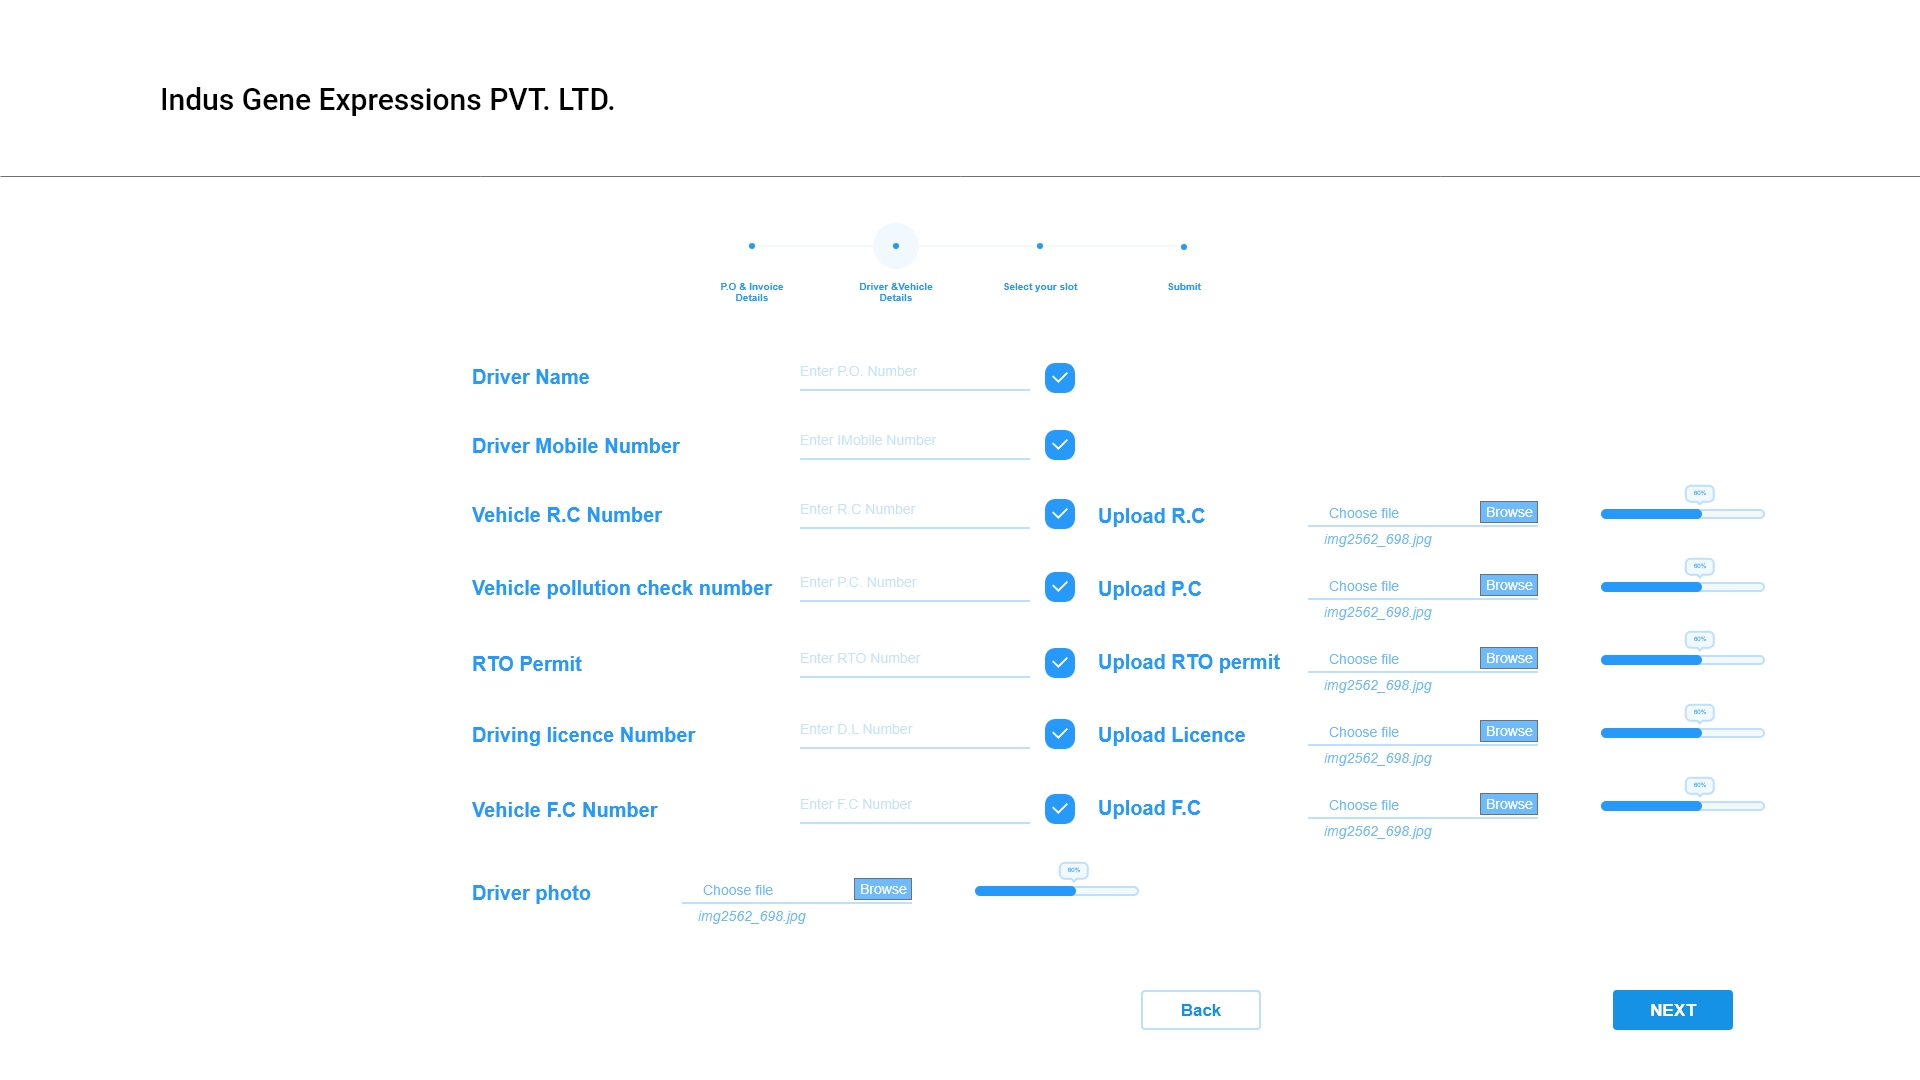 Indus Gene Expressions PVT. LTD.
P.O & Invoice Details
Driver &Vehicle Details
Select your slot
Submit
Driver Name
Enter P.O. Number
Driver Mobile Number
Enter IMobile Number
Vehicle R.C Number
Enter R.C Number
Upload R.C
Choose file
Browse
60%
img2562_698.jpg
Vehicle pollution check number
Enter P.C. Number
Upload P.C
Choose file
Browse
60%
img2562_698.jpg
RTO Permit
Enter RTO Number
Upload RTO permit
Choose file
Browse
60%
img2562_698.jpg
Driving licence Number
Enter D.L Number
Upload Licence
Choose file
Browse
60%
img2562_698.jpg
Vehicle F.C Number
Enter F.C Number
Upload F.C
Choose file
Browse
60%
img2562_698.jpg
Driver photo
Choose file
Browse
60%
img2562_698.jpg
Back
NEXT